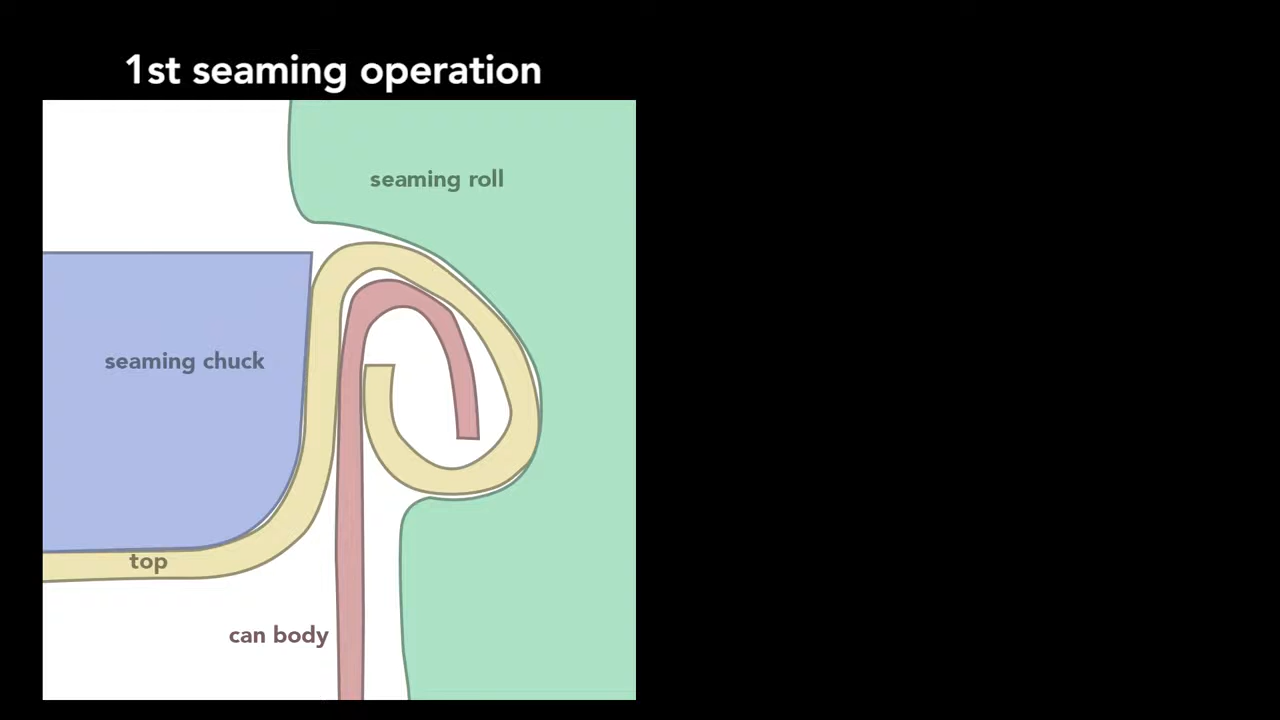 1st seaming operation
seaming roll
seaming chuck
top
can body